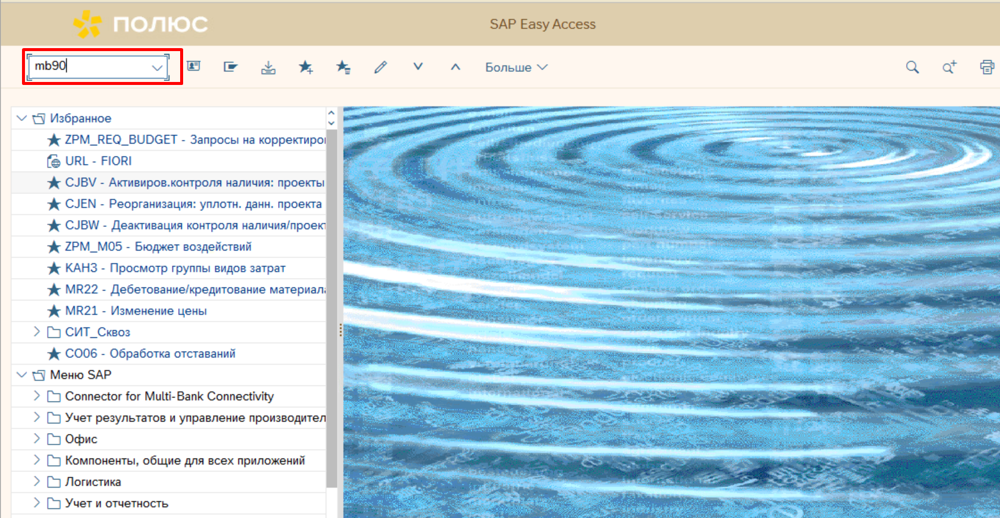 ПОЛЮС
SAP Easy Access
mb90
Больше
Избранное
ZPM_REQ_BUDGET - Запросы на корректиро
URL - FIORI
CJBV - Активиров.контроля наличия: проекты
CJEN - Реорганизация: уплотн. данн. проекта
CJBW - Деактивация контроля наличия/проект
ZPM_M05 - Бюджет воздействий
KAH3 - Просмотр группы видов затрат
MR22 - Дебетование/кредитование материал
MR21 - Изменение цены
СИТ_Сквоз
CO06 - Обработка отставаний
Меню SAP
Connector for Multi-Bank Connectivity
Учет результатов и управление производител
Офис
Компоненты, общие для всех приложений
Логистика
Учет и отчетность